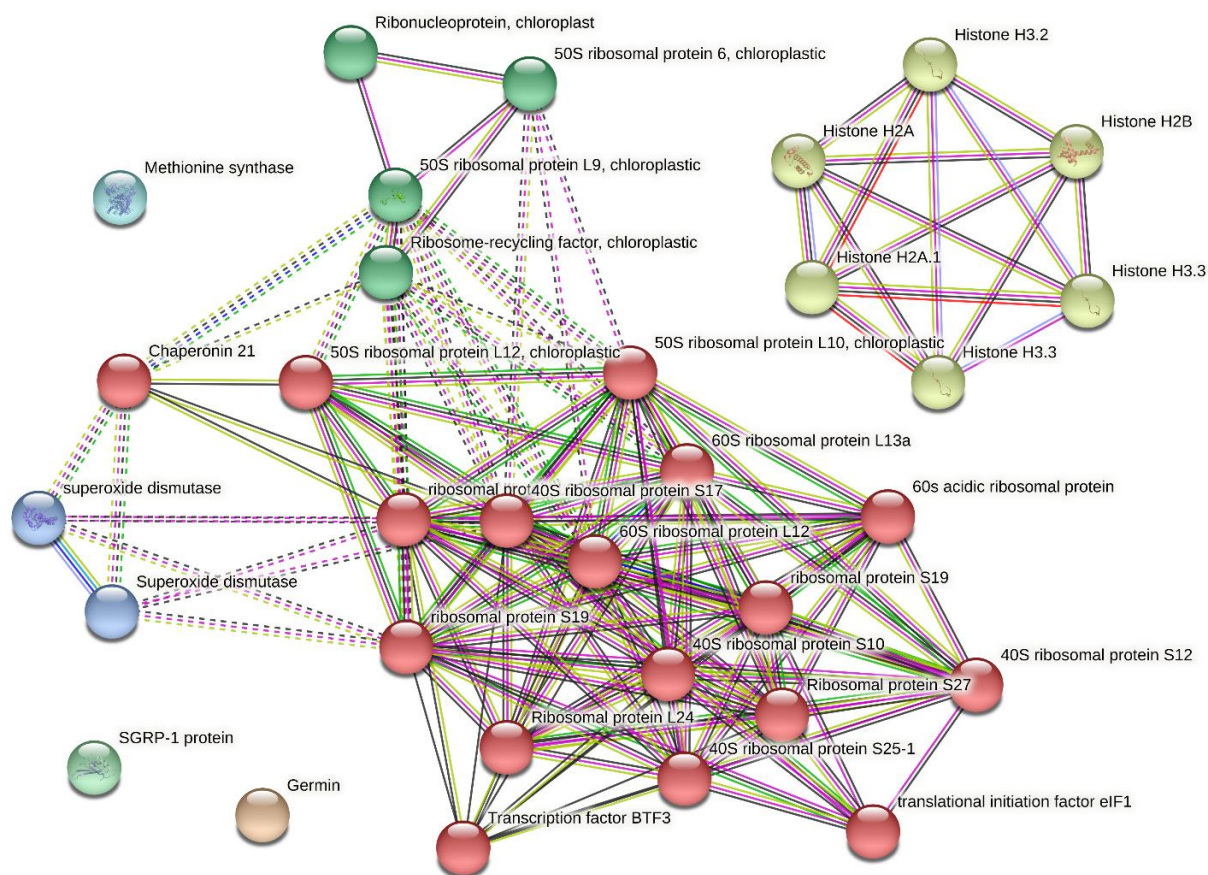 Ribonucleoprotein, chloroplast
Histone H3.2
50S ribosomal protein 6, chloroplastic
Histone H2A
Histone H2B
Methionine synthase
50S ribosomal protein L9, chloroplastic
Ribosome-recycling factor, chloroplastic
Histone H2A.1
Histone H3.3
Chaperonin 21
50S ribosomal protein L12, chloroplastic
50S ribosomal protein L10, chloroplastic
Histone H3.3
60S ribosomal protein L13a
superoxide dismutase
ribosomal
40S ribosomal protein S17
60s acidic ribosomal protein
60S ribosomal protein L12
Superoxide dismutase
ribosomal protein S19
ribosomal protein S19
40S ribosomal protein S10
40S ribosomal protein S12
Ribosomal protein S27
Ribosomal protein L24
SGRP-1 protein
40S ribosomal protein S25-1
Germin
Transcription factor BTF3
translational initiation factor eIF1